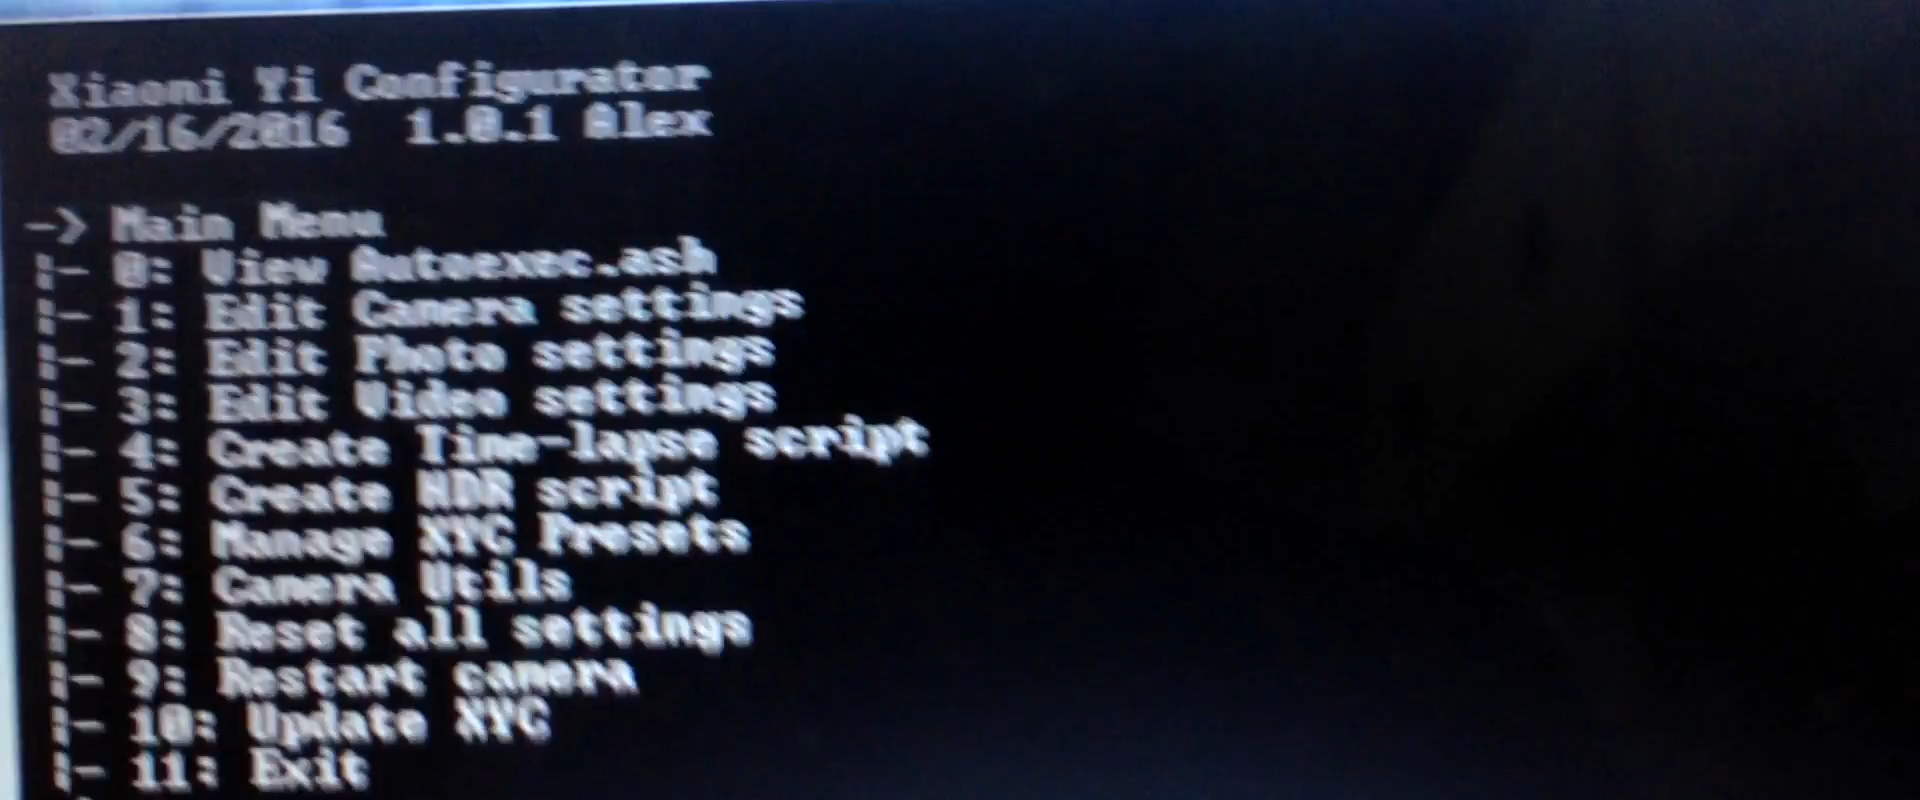 Xiaomi Yi Configurator
02/16/2016 1.0.1 Alex
-> Main Menu
|- 0: View Autoexec.ash
|- 1: Edit Camera settings
|- 2: Edit Photo settings
|- 3: Edit Video settings
|- 4: Create Time-lapse script
|- 5: Create HDR script
|- 6: Manage XYC Presets
|- 7: Camera Utils
|- 8: Reset all settings
|- 9: Restart camera
|- 10: Update XYC
|- 11: Exit